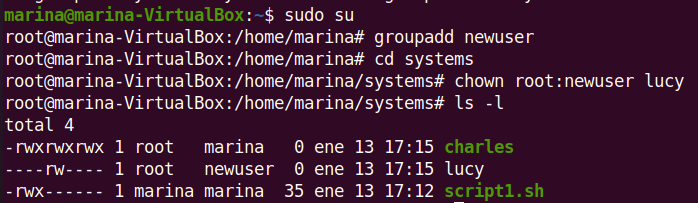 marina@marina-VirtualBox:~$ sudo su
root@marina-VirtualBox:/home/marina# groupadd newuser
root@marina-VirtualBox:/home/marina# cd systems
root@marina-VirtualBox:/home/marina/systems# chown root:newuser lucy
root@marina-VirtualBox:/home/marina/systems# ls -l
total 4
-rwxrwxrwx 1 root   marina   0 ene 13 17:15 charles
----rw---- 1 root   newuser  0 ene 13 17:15 lucy
-rwx------ 1 marina marina  35 ene 13 17:12 script1.sh